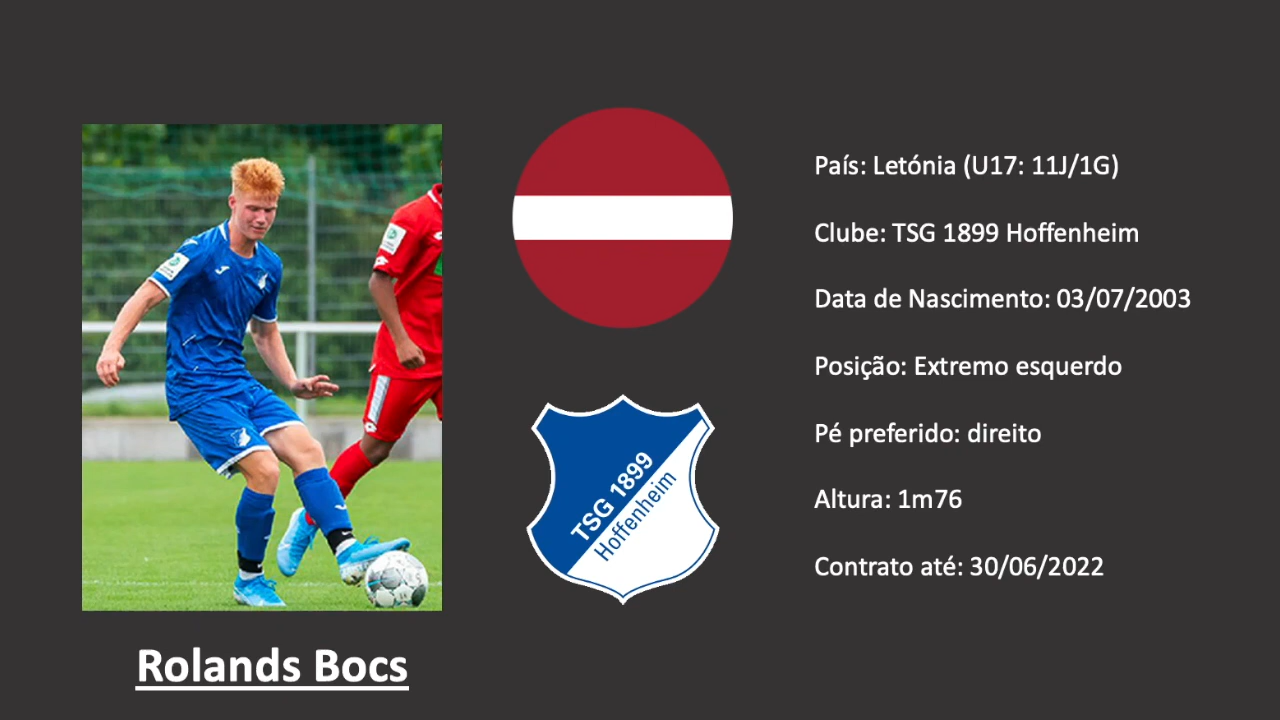 País: Letónia (U17: 11J/1G)
Clube: TSG 1899 Hoffenheim
Data de Nascimento: 03/07/2003
Posição: Extremo esquerdo
Pé preferido: direito
Altura: 1m76
Contrato até: 30/06/2022
TSG 1899
Hoffenheim
Rolands Bocs